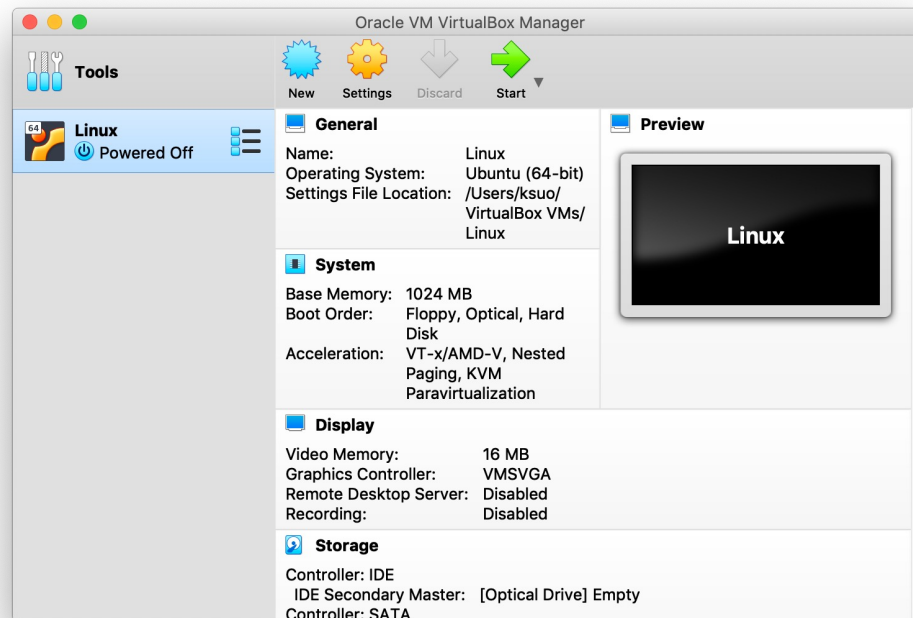 Oracle VM VirtualBox Manager
Tools
New
Settings
Discard
Start
64
Linux
Powered Off
General
Name: Linux
Operating System: Ubuntu (64-bit)
Settings File Location: /Users/ksuo/
VirtualBox VMs/
Linux
Preview
Linux
System
Base Memory: 1024 MB
Boot Order: Floppy, Optical, Hard
Disk
Acceleration: VT-x/AMD-V, Nested
Paging, KVM
Paravirtualization
Display
Video Memory: 16 MB
Graphics Controller: VMSVGA
Remote Desktop Server: Disabled
Recording: Disabled
Storage
Controller: IDE
IDE Secondary Master: [Optical Drive] Empty
Controller: SATA